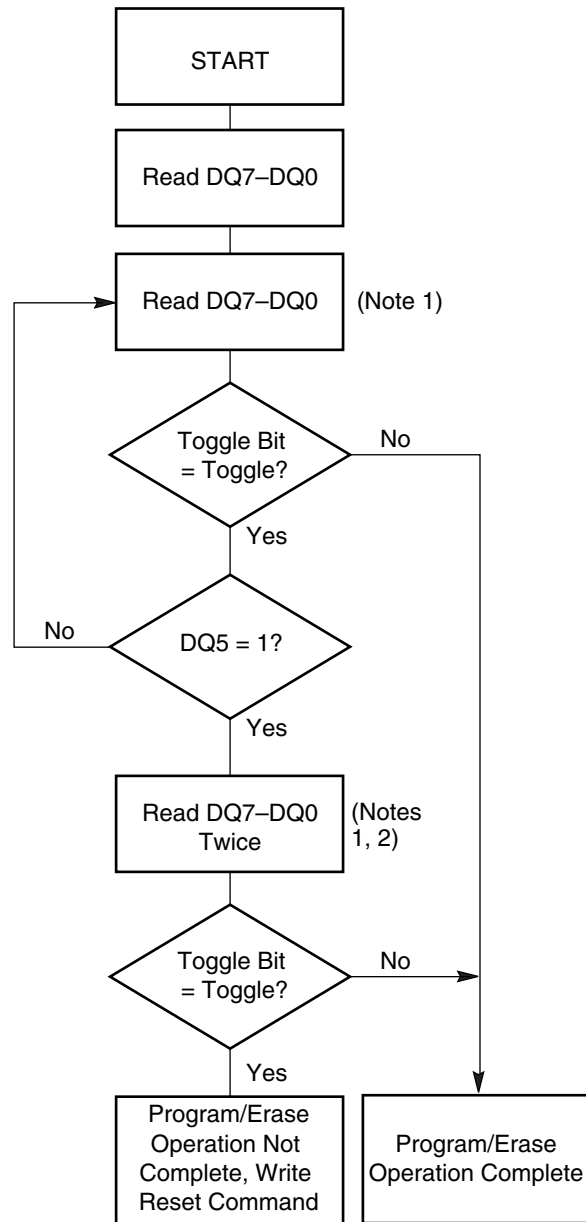 START
Read DQ7–DQ0
Read DQ7–DQ0
(Note 1)
Toggle Bit
= Toggle?
No
Yes
DQ5 = 1?
No
Yes
Read DQ7–DQ0
Twice
(Notes
1, 2)
Toggle Bit
= Toggle?
No
Yes
Program/Erase
Operation Not
Complete, Write
Reset Command
Program/Erase
Operation Complete